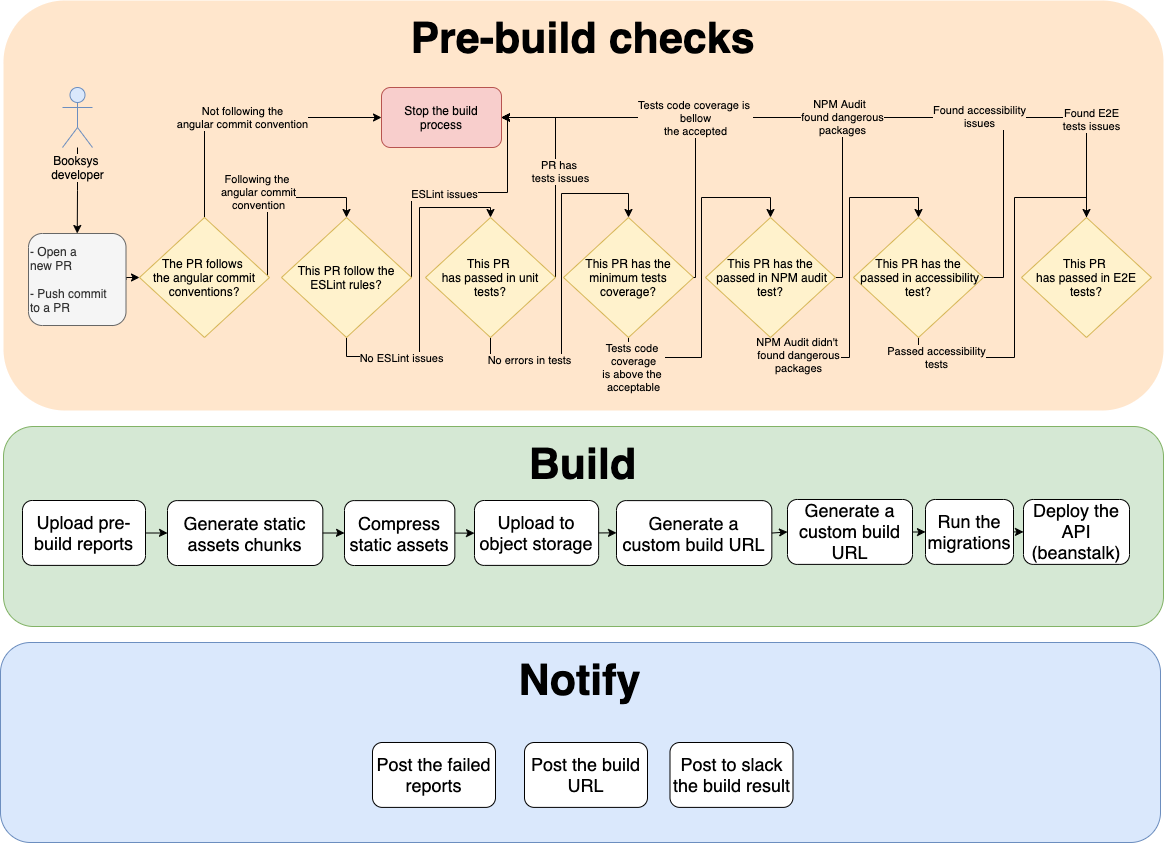 Pre-build checks
Booksys
developer
- Open a
new PR
- Push commit
to a PR
Not following the
angular commit convention
Stop the build
process
Following the
angular commit
convention
The PR follows
the angular commit
conventions?
ESLint issues
This PR follow the
ESLint rules?
No ESLint issues
PR has
tests issues
This PR
has passed in unit
tests?
No errors in tests
Tests code coverage is
bellow
the accepted
This PR has the
minimum tests
coverage?
Tests code
coverage
is above the
acceptable
NPM Audit
found dangerous
packages
This PR has the
passed in NPM audit
test?
NPM Audit didn't
found dangerous
packages
Found accessibility
issues
This PR has the
passed in accessibility
test?
Passed accessibility
tests
Found E2E
tests issues
This PR
has passed in E2E
tests?
Build
Upload pre-
build reports
Generate static
assets chunks
Compress
static assets
Upload to
object storage
Generate a
custom build URL
Generate a
custom build
URL
Run the
migrations
Deploy the
API
(beanstalk)
Notify
Post the failed
reports
Post the build
URL
Post to slack
the build result